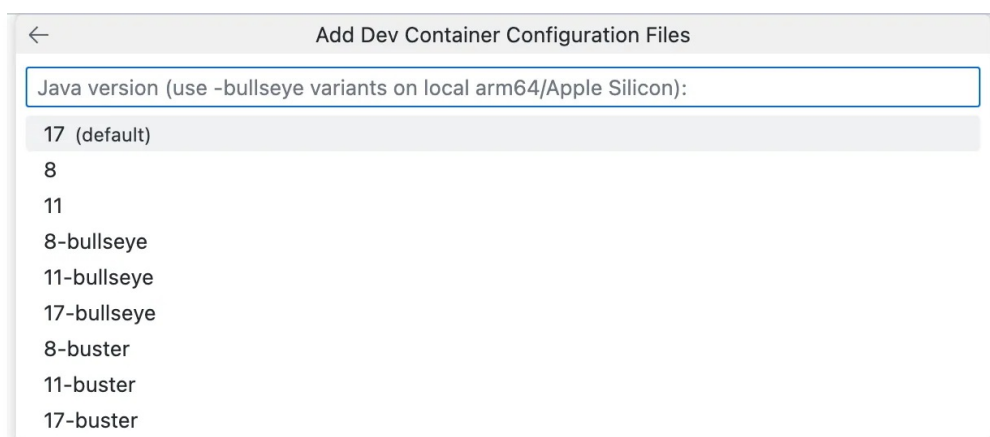 Add Dev Container Configuration Files
Java version (use -bullseye variants on local arm64/Apple Silicon):
17 (default)
8
11
8-bullseye
11-bullseye
17-bullseye
8-buster
11-buster
17-buster